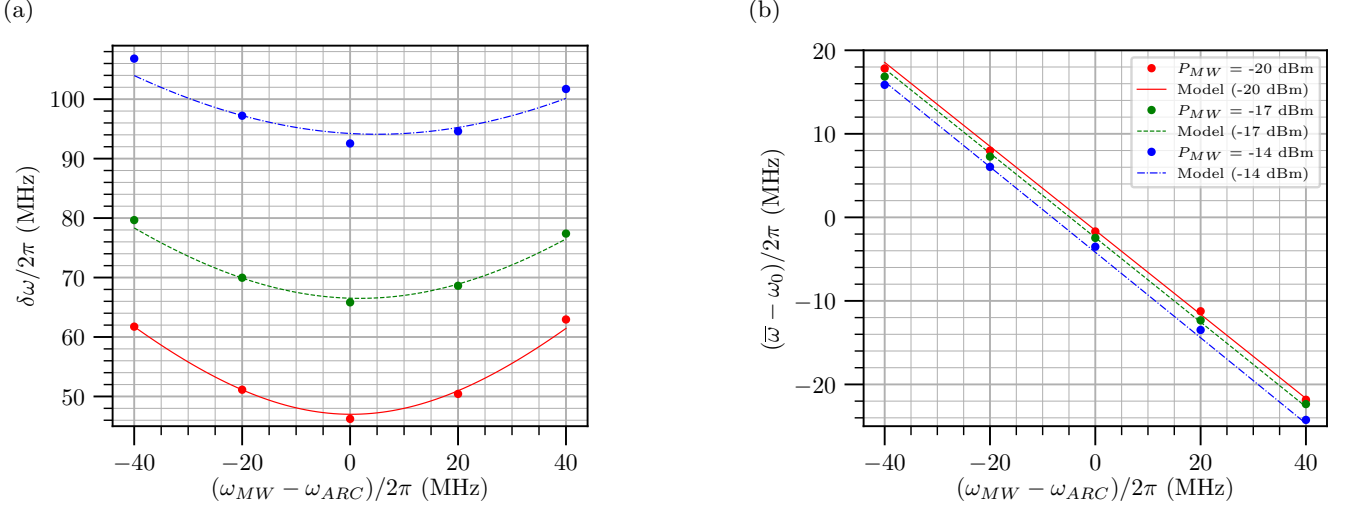 (a)
100
90
80
70
60
50
δω/2π (MHz)
−40
−20
0
20
40
(ω_MW − ω_ARC)/2π (MHz)
(b)
20
10
0
−10
−20
(ω̅ − ω₀)/2π (MHz)
P_MW = -20 dBm
Model (-20 dBm)
P_MW = -17 dBm
Model (-17 dBm)
P_MW = -14 dBm
Model (-14 dBm)
−40
−20
0
20
40
(ω_MW − ω_ARC)/2π (MHz)